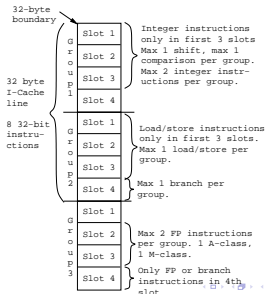 32-byte
boundary
Group 1
Slot 1
Slot 2
Slot 3
Slot 4
Integer instructions
only in first 3 slots
Max 1 shift, max 1
comparison per group.
Max 2 integer instr-
uctions per group.
32 byte
I-Cache
line
8 32-bit
instru-
ctions
Group 2
Slot 1
Slot 2
Slot 3
Slot 4
Load/store instructions
only in first 3 slots.
Max 1 load/store per
group.
Max 1 branch per
group.
Group 3
Slot 1
Slot 2
Slot 3
Slot 4
Max 2 FP instructions
per group. 1 A-class,
1 M-class.
Only FP or branch
instructions in 4th
slot